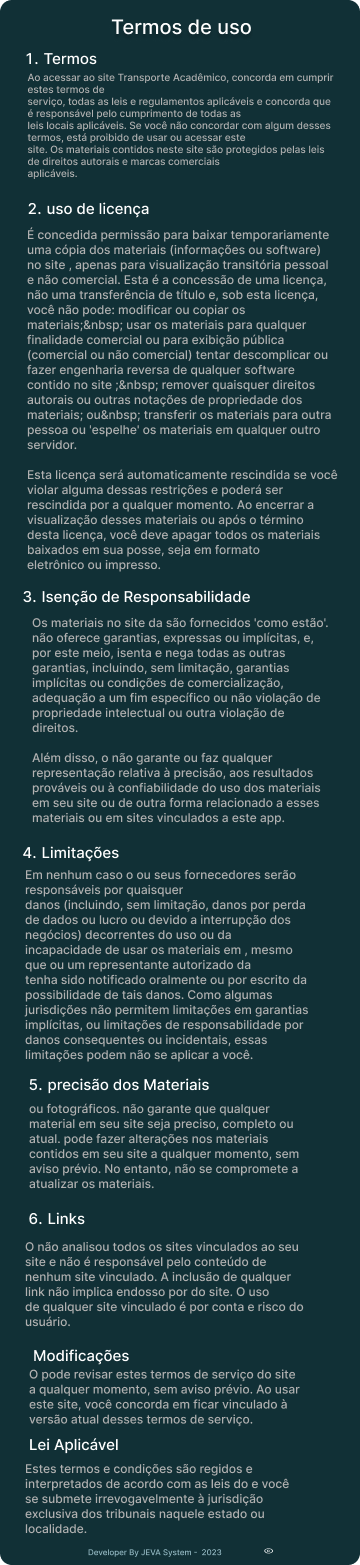 Termos de uso
1. Termos
Ao acessar ao site Transporte Acadêmico, concorda em cumprir
estes termos de
serviço, todas as leis e regulamentos aplicáveis e concorda que
é responsável pelo cumprimento de todas as
leis locais aplicáveis. Se você não concordar com algum desses
termos, está proibido de usar ou acessar este
site. Os materiais contidos neste site são protegidos pelas leis
de direitos autorais e marcas comerciais
aplicáveis.
2. uso de licença
É concedida permissão para baixar temporariamente
uma cópia dos materiais (informações ou software)
no site , apenas para visualização transitória pessoal
e não comercial. Esta é a concessão de uma licença,
não uma transferência de título e, sob esta licença,
você não pode: modificar ou copiar os
materiais;&nbsp; usar os materiais para qualquer
finalidade comercial ou para exibição pública
(comercial ou não comercial) tentar descomplicar ou
fazer engenharia reversa de qualquer software
contido no site ;&nbsp; remover quaisquer direitos
autorais ou outras notações de propriedade dos
materiais; ou&nbsp; transferir os materiais para outra
pessoa ou 'espelhe' os materiais em qualquer outro
servidor.
Esta licença será automaticamente rescindida se você
violar alguma dessas restrições e poderá ser
rescindida por a qualquer momento. Ao encerrar a
visualização desses materiais ou após o término
desta licença, você deve apagar todos os materiais
baixados em sua posse, seja em formato
eletrônico ou impresso.
3. Isenção de Responsabilidade
Os materiais no site da são fornecidos 'como estão'.
não oferece garantias, expressas ou implícitas, e,
por este meio, isenta e nega todas as outras
garantias, incluindo, sem limitação, garantias
implícitas ou condições de comercialização,
adequação a um fim específico ou não violação de
propriedade intelectual ou outra violação de
direitos.
Além disso, o não garante ou faz qualquer
representação relativa à precisão, aos resultados
prováveis ou à confiabilidade do uso dos materiais
em seu site ou de outra forma relacionado a esses
materiais ou em sites vinculados a este app.
4. Limitações
Em nenhum caso o ou seus fornecedores serão
responsáveis por quaisquer
danos (incluindo, sem limitação, danos por perda
de dados ou lucro ou devido a interrupção dos
negócios) decorrentes do uso ou da
incapacidade de usar os materiais em , mesmo
que ou um representante autorizado da
tenha sido notificado oralmente ou por escrito da
possibilidade de tais danos. Como algumas
jurisdições não permitem limitações em garantias
implícitas, ou limitações de responsabilidade por
danos consequentes ou incidentais, essas
limitações podem não se aplicar a você.
5. precisão dos Materiais
ou fotográficos. não garante que qualquer
material em seu site seja preciso, completo ou
atual. pode fazer alterações nos materiais
contidos em seu site a qualquer momento, sem
aviso prévio. No entanto, não se compromete a
atualizar os materiais.
6. Links
O não analisou todos os sites vinculados ao seu
site e não é responsável pelo conteúdo de
nenhum site vinculado. A inclusão de qualquer
link não implica endosso por do site. O uso
de qualquer site vinculado é por conta e risco do
usuário.
Modificações
O pode revisar estes termos de serviço do site
a qualquer momento, sem aviso prévio. Ao usar
este site, você concorda em ficar vinculado à
versão atual desses termos de serviço.
Lei Aplicável
Estes termos e condições são regidos e
interpretados de acordo com as leis do e você
se submete irrevogavelmente à jurisdição
exclusiva dos tribunais naquele estado ou
localidade.
Developer By JEVA System - 2023